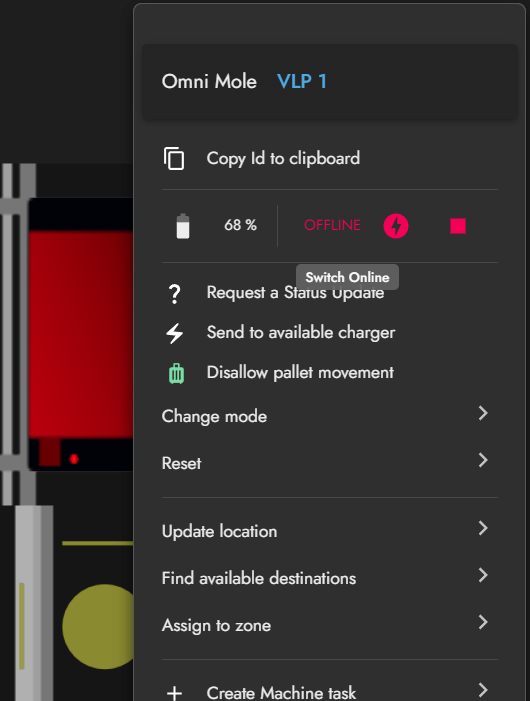 Omni Mole VLP 1
Copy Id to clipboard
68 % OFFLINE
Switch Online
Request a Status Update
Send to available charger
Disallow pallet movement
Change mode
Reset
Update location
Find available destinations
Assign to zone
Create Machine task